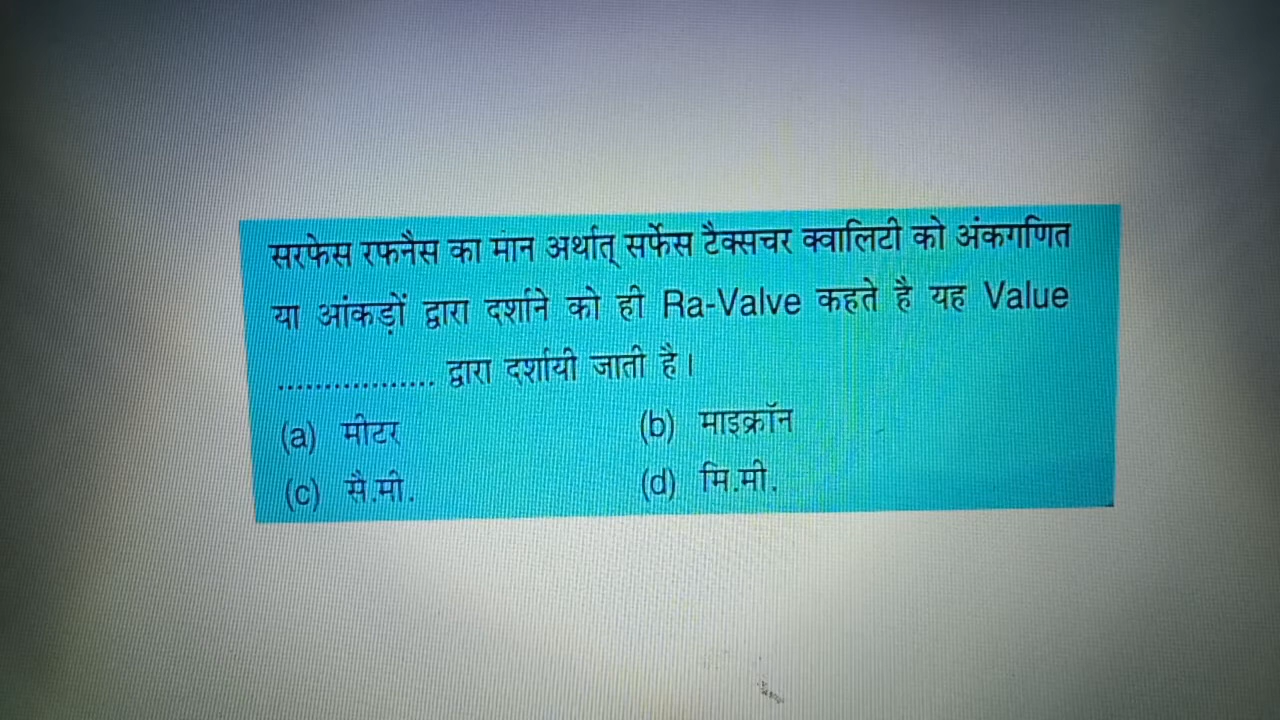 सरफेस रफनैस का मान अर्थात् सर्फेस टैक्सचर क्वालिटी को अंकगणित
या आंकड़ों द्वारा दर्शाने को ही Ra-Valve कहते है यह Value
................. द्वारा दर्शायी जाती है।
(a) मीटर (b) माइक्रॉन
(c) सै.मी. (d) मि.मी.